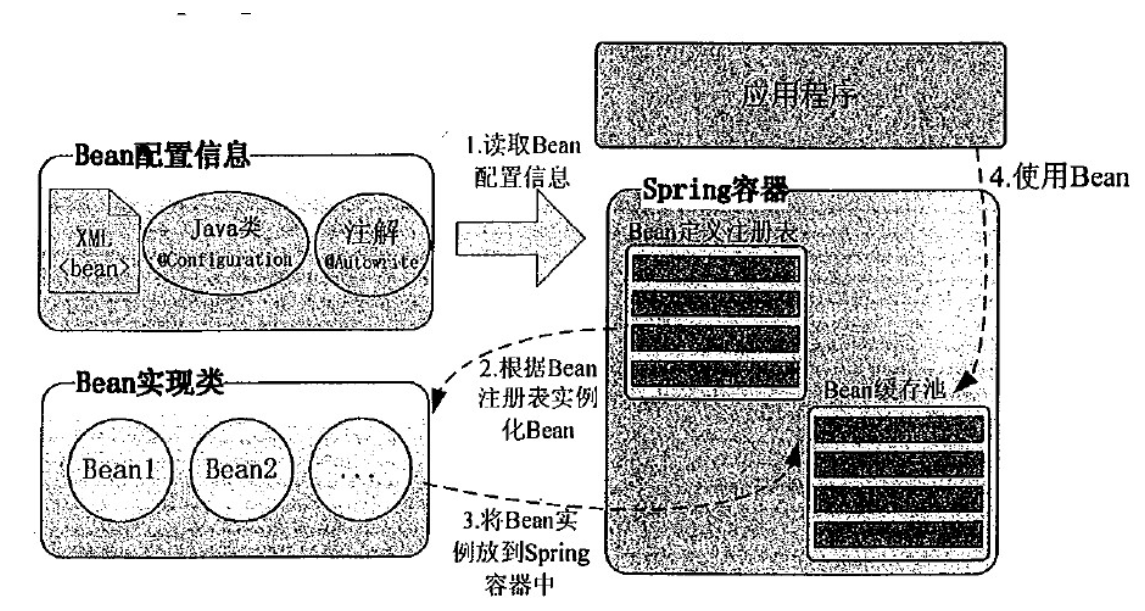 应用程序
Bean配置信息
XML
<bean>
Java类
@Configuration
注解
@Autowrite
1.读取Bean
配置信息
4.使用Bean
Spring容器
Bean定义注册表
2.根据Bean
注册表实例
化Bean
Bean实现类
Bean1
Bean2
...
Bean缓存池
3.将Bean实
例放到Spring
容器中